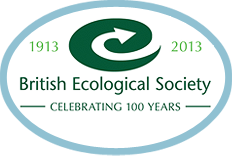 1913 2013
British Ecological Society
CELEBRATING 100 YEARS